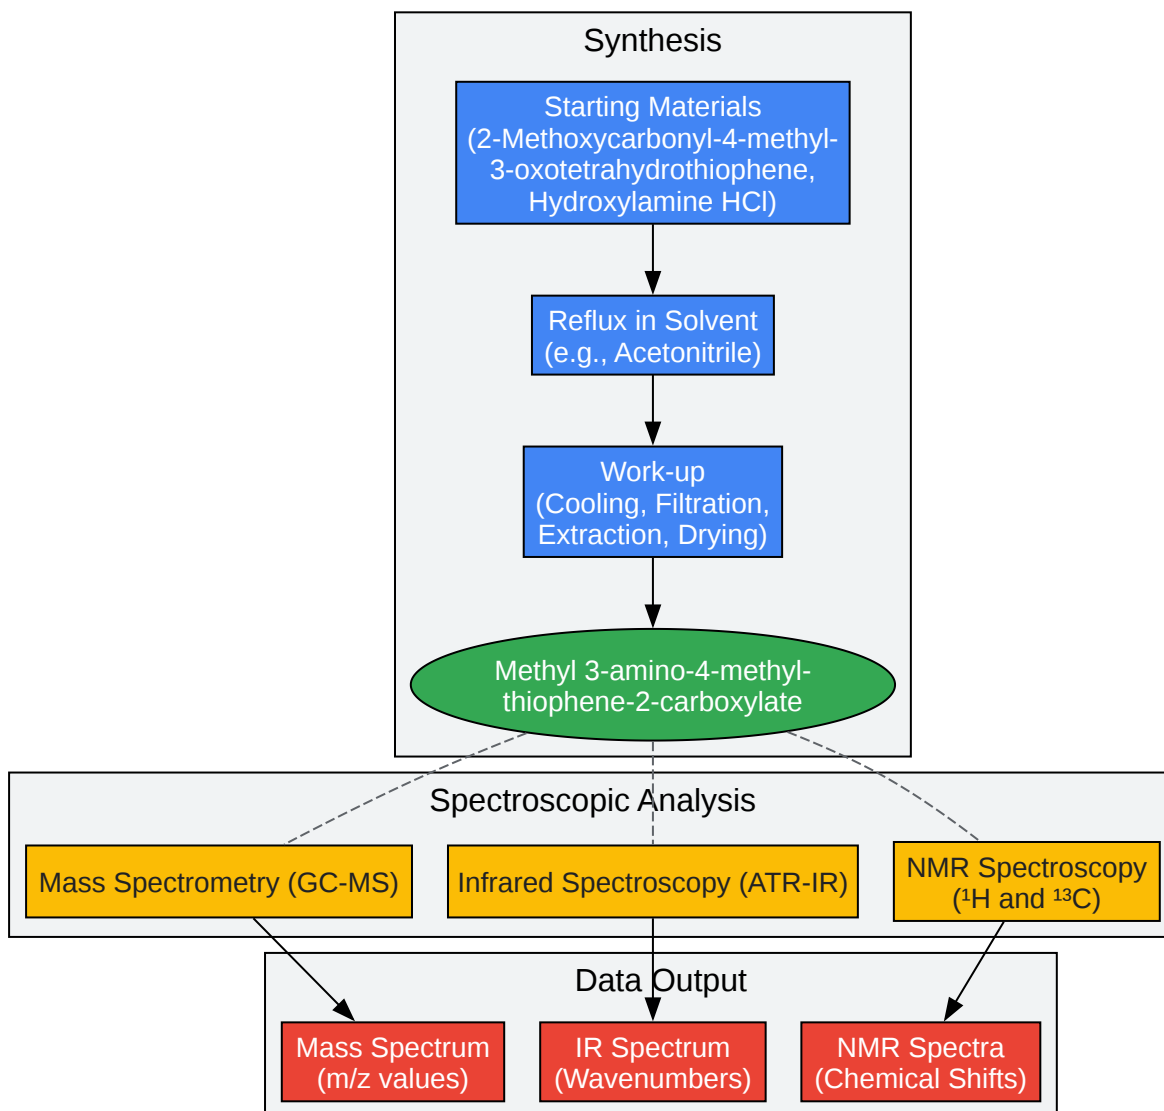 Synthesis
Starting Materials
(2-Methoxycarbonyl-4-methyl-
3-oxotetrahydrothiophene,
Hydroxylamine HCl)
Reflux in Solvent
(e.g., Acetonitrile)
Work-up
(Cooling, Filtration,
Extraction, Drying)
Methyl 3-amino-4-methyl-
thiophene-2-carboxylate
Spectroscopic Analysis
Mass Spectrometry (GC-MS)
Infrared Spectroscopy (ATR-IR)
NMR Spectroscopy
(¹H and ¹³C)
Data Output
Mass Spectrum
(m/z values)
IR Spectrum
(Wavenumbers)
NMR Spectra
(Chemical Shifts)